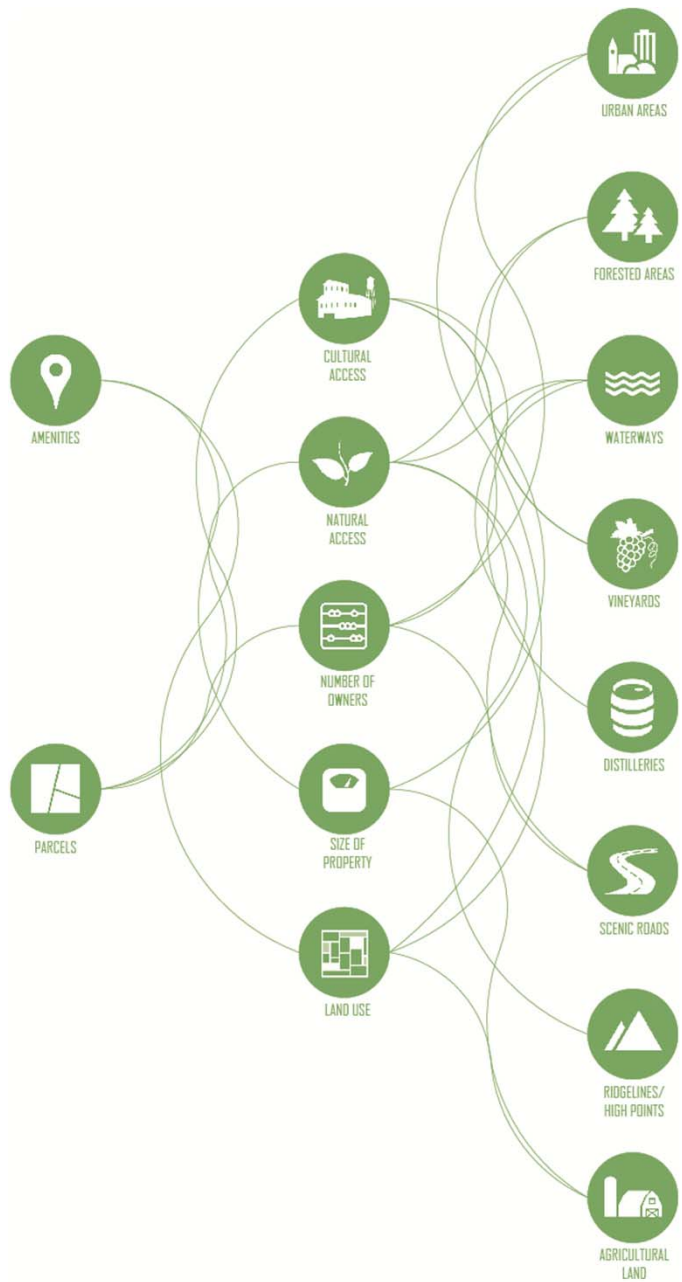 AMENITIES
PARCELS
CULTURAL
ACCESS
NATURAL
ACCESS
NUMBER OF
OWNERS
SIZE OF
PROPERTY
LAND USE
URBAN AREAS
FORESTED AREAS
WATERWAYS
VINEYARDS
DISTILLERIES
SCENIC ROADS
RIDGELINES/
HIGH POINTS
AGRICULTURAL
LAND